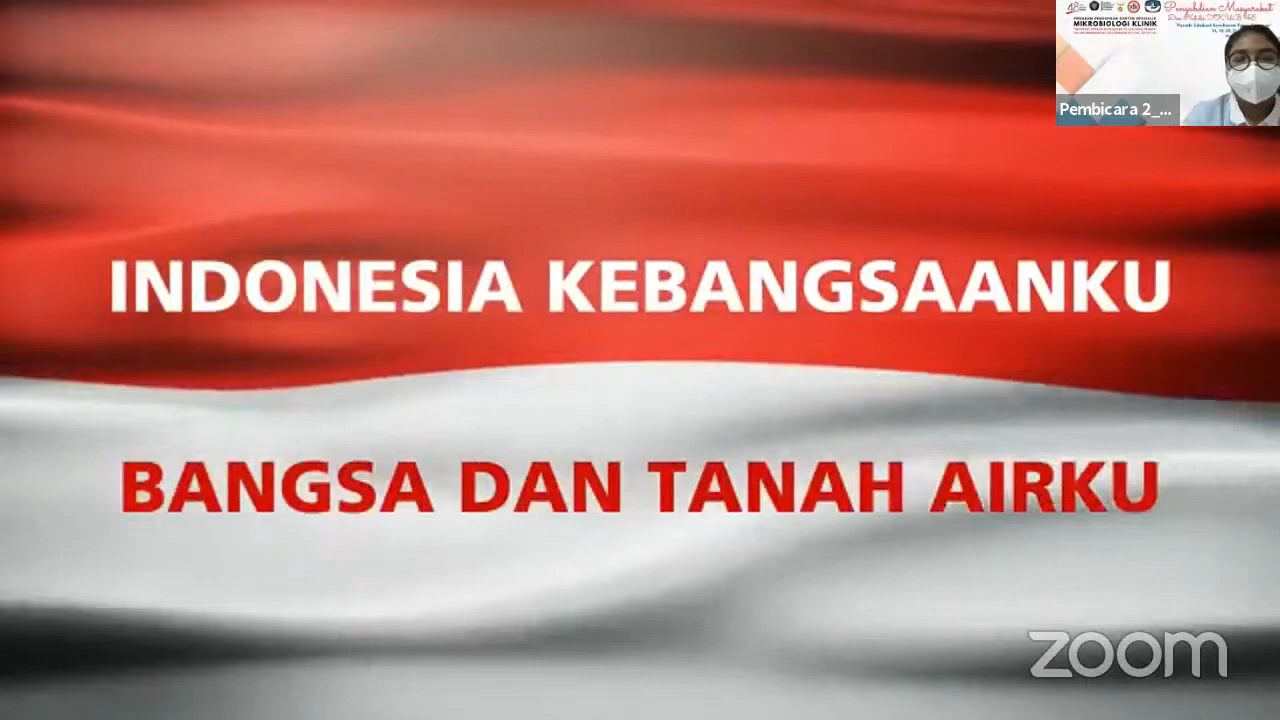 Pengabdian Masyarakat
MIKROBIOLOGI KLINIK
Pembicara 2_...
INDONESIA KEBANGSAANKU
BANGSA DAN TANAH AIRKU
zoom